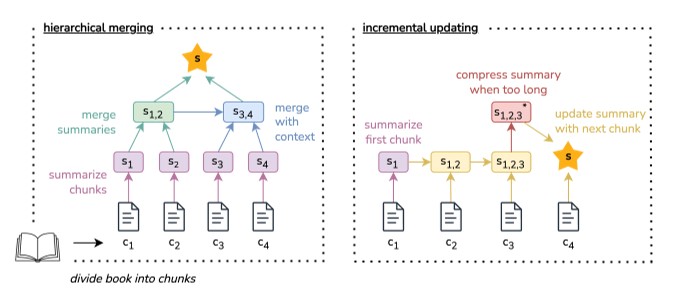 hierarchical merging
s
s1,2
s3,4
merge
summaries
merge
with
context
s1
s2
s3
s4
summarize
chunks
c1
c2
c3
c4
divide book into chunks
incremental updating
compress summary
when too long
s1,2,3*
update summary
with next chunk
summarize
first chunk
s1
s1,2
s1,2,3
s
c1
c2
c3
c4